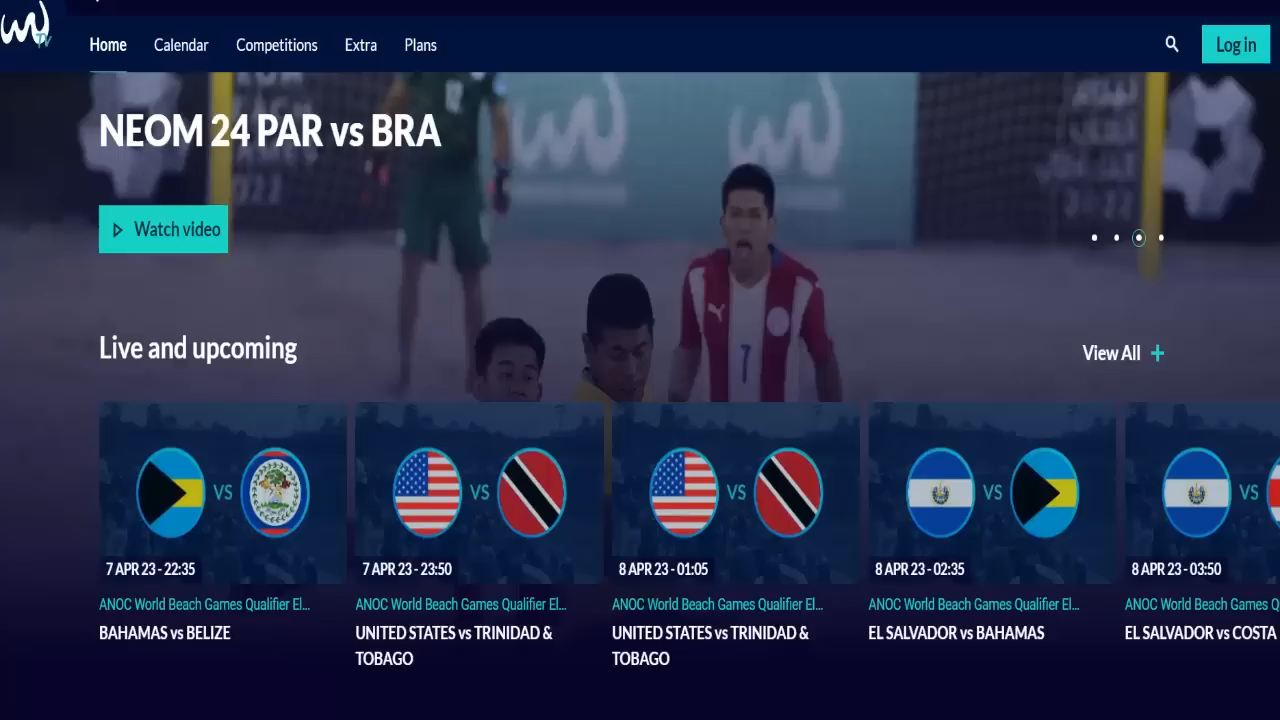 TV
Home
Calendar
Competitions
Extra
Plans
Log in
12
2022
NEOM 24 PAR vs BRA
Watch video
7
Live and upcoming
View All +
VS
VS
VS
VS
VS
7 APR 23 - 22:35
7 APR 23 - 23:50
8 APR 23 - 01:05
8 APR 23 - 02:35
8 APR 23 - 03:50
ANOC World Beach Games Qualifier El...
ANOC World Beach Games Qualifier El...
ANOC World Beach Games Qualifier El...
ANOC World Beach Games Qualifier El...
ANOC World Beach Games Q
BAHAMAS vs BELIZE
UNITED STATES vs TRINIDAD &
TOBAGO
UNITED STATES vs TRINIDAD &
TOBAGO
EL SALVADOR vs BAHAMAS
EL SALVADOR vs COSTA